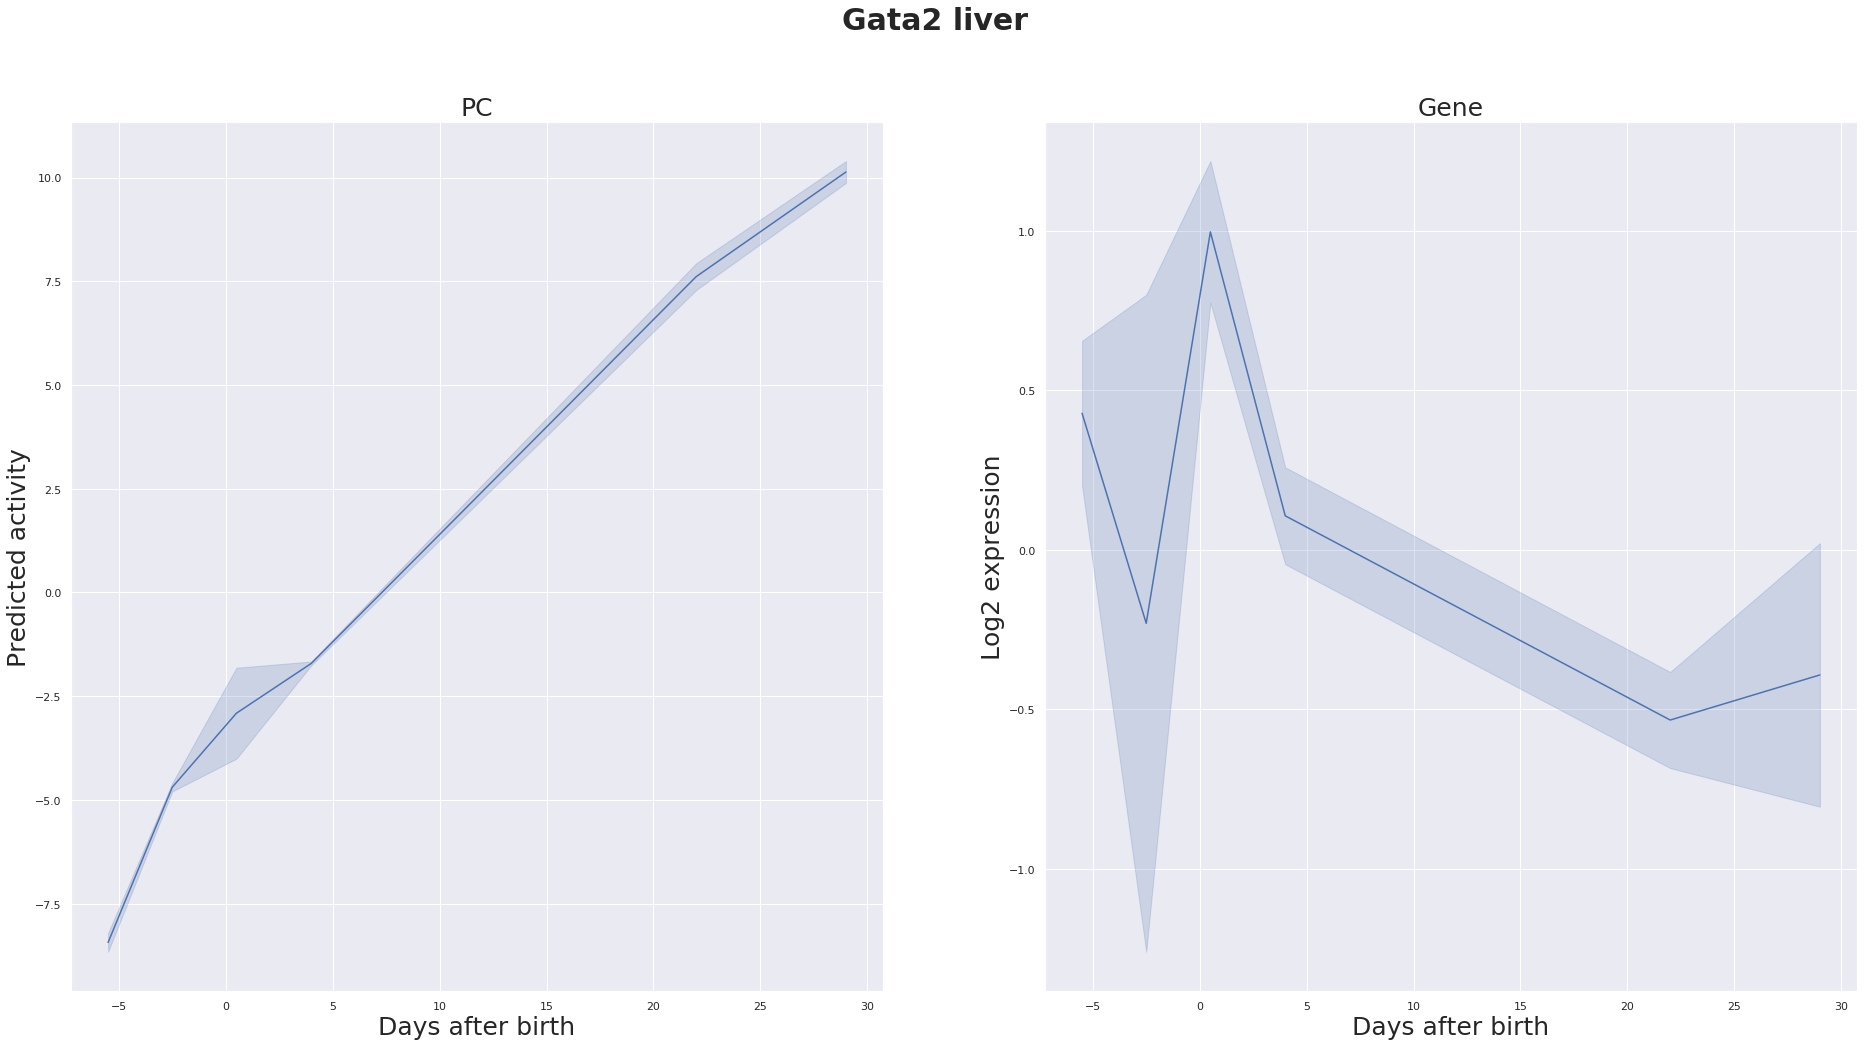 Gata2 liver
PC
10.0
7.5
5.0
2.5
0.0
−2.5
−5.0
−7.5
Predicted activity
−5 0 5 10 15 20 25 30
Days after birth
Gene
1.0
0.5
0.0
−0.5
−1.0
Log2 expression
−5 0 5 10 15 20 25 30
Days after birth